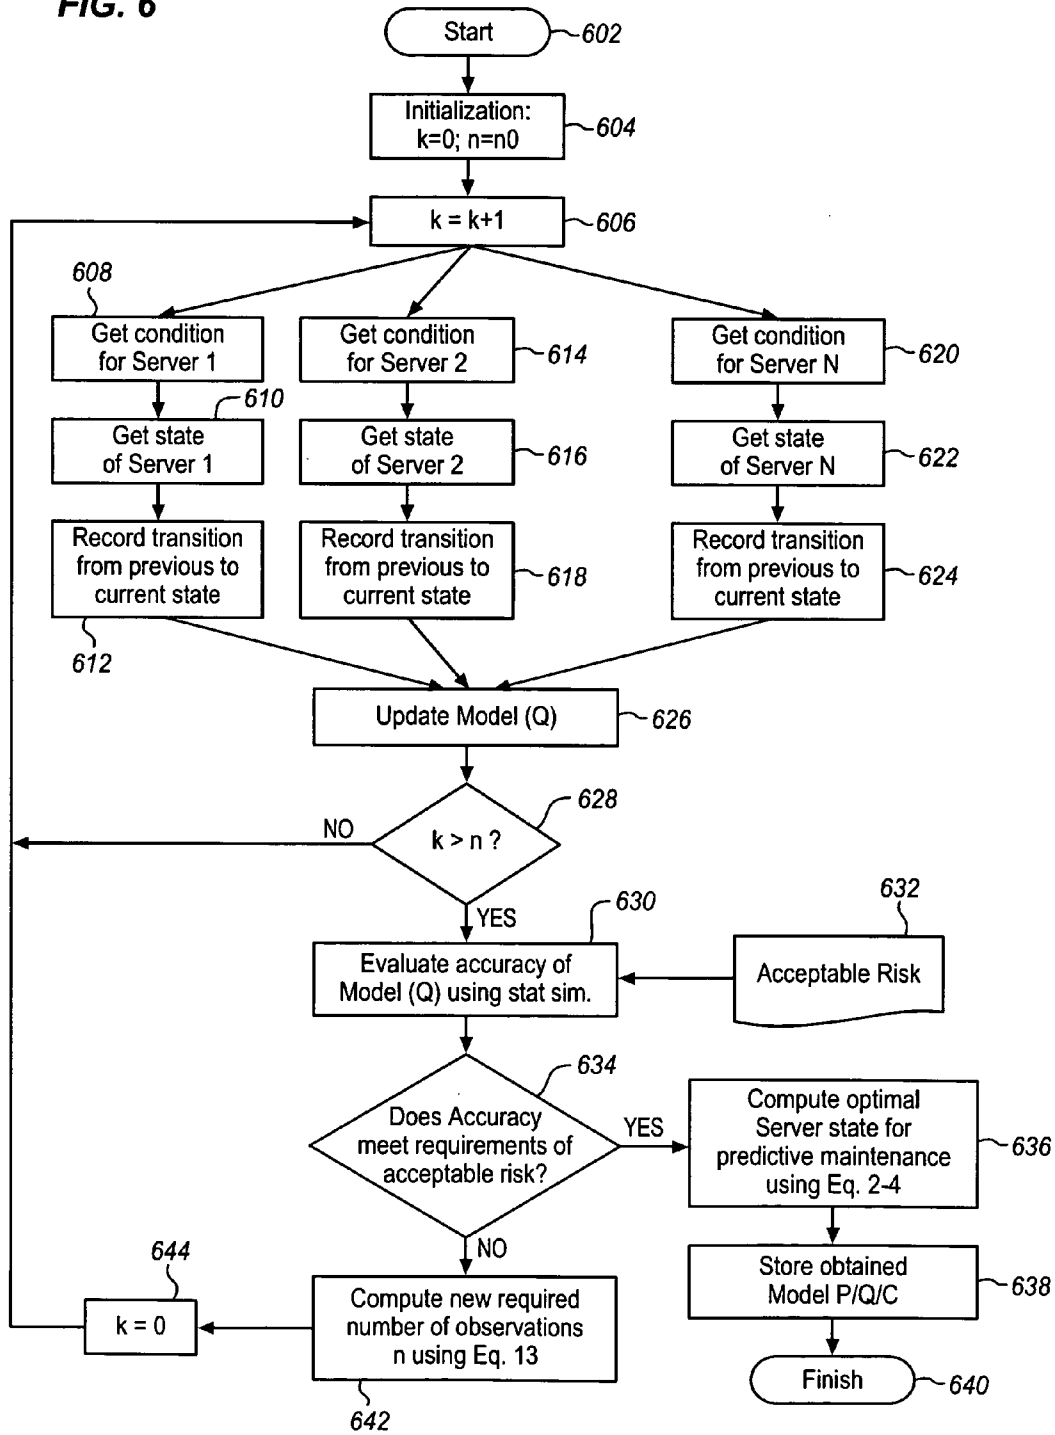 FIG. 6
Start
602
Initialization:
k=0; n=n0
604
k = k+1
606
608
Get condition
for Server 1
Get condition
for Server 2
614
Get condition
for Server N
620
610
Get state
of Server 1
Get state
of Server 2
616
Get state
of Server N
622
Record transition
from previous to
current state
612
Record transition
from previous to
current state
618
Record transition
from previous to
current state
624
Update Model (Q)
626
628
k > n ?
NO
YES
630
632
Evaluate accuracy of
Model (Q) using stat sim.
Acceptable Risk
634
Does Accuracy
meet requirements of
acceptable risk?
YES
Compute optimal
Server state for
predictive maintenance
using Eq. 2-4
636
NO
644
k = 0
Compute new required
number of observations
n using Eq. 13
642
Store obtained
Model P/Q/C
638
Finish
640